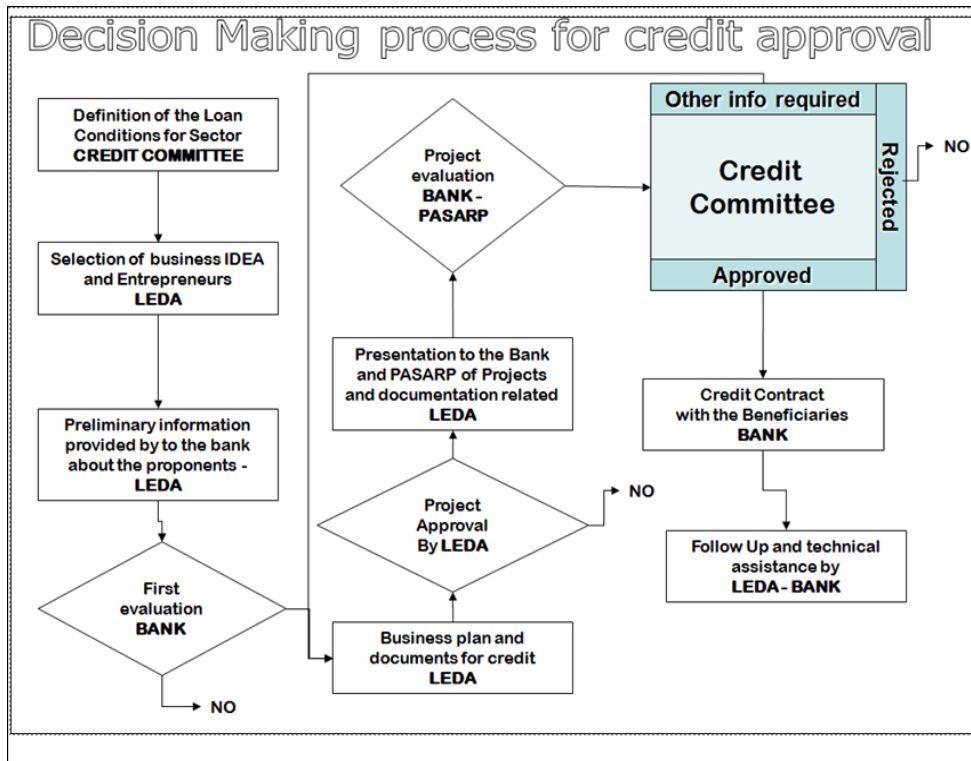 Decision Making process for credit approval
Definition of the Loan
Conditions for Sector
CREDIT COMMITTEE
Selection of business IDEA
and Entrepreneurs
LEDA
Preliminary information
provided by to the bank
about the proponents -
LEDA
First
evaluation
BANK
NO
Business plan and
documents for credit
LEDA
Project
Approval
By LEDA
NO
Presentation to the Bank
and PASARP of Projects
and documentation related
LEDA
Project
evaluation
BANK -
PASARP
Other info required
Credit
Committee
Rejected
NO
Approved
Credit Contract
with the Beneficiaries
BANK
Follow Up and technical
assistance by
LEDA - BANK